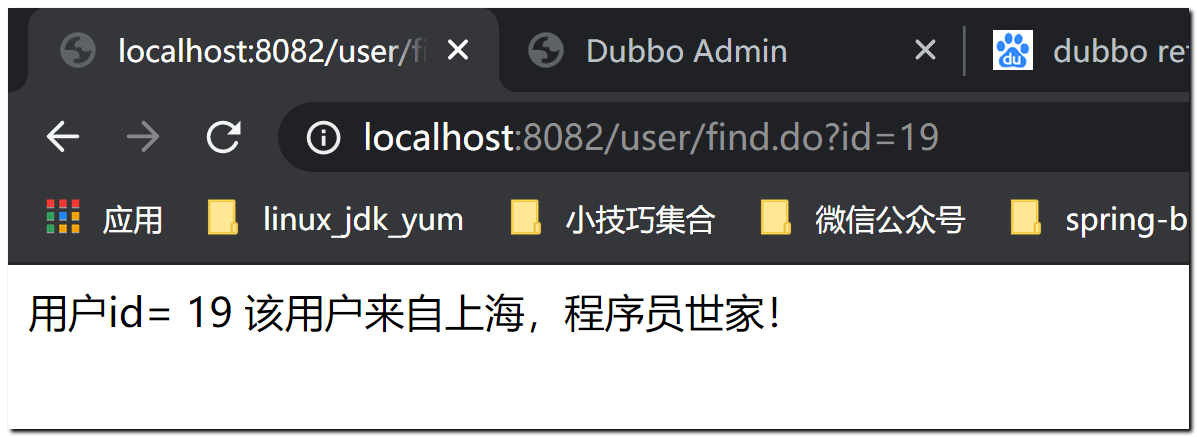 localhost:8082/user/fi
Dubbo Admin
dubbo ref
localhost:8082/user/find.do?id=19
应用
linux_jdk_yum
小技巧集合
微信公众号
spring-b
用户id= 19 该用户来自上海，程序员世家！